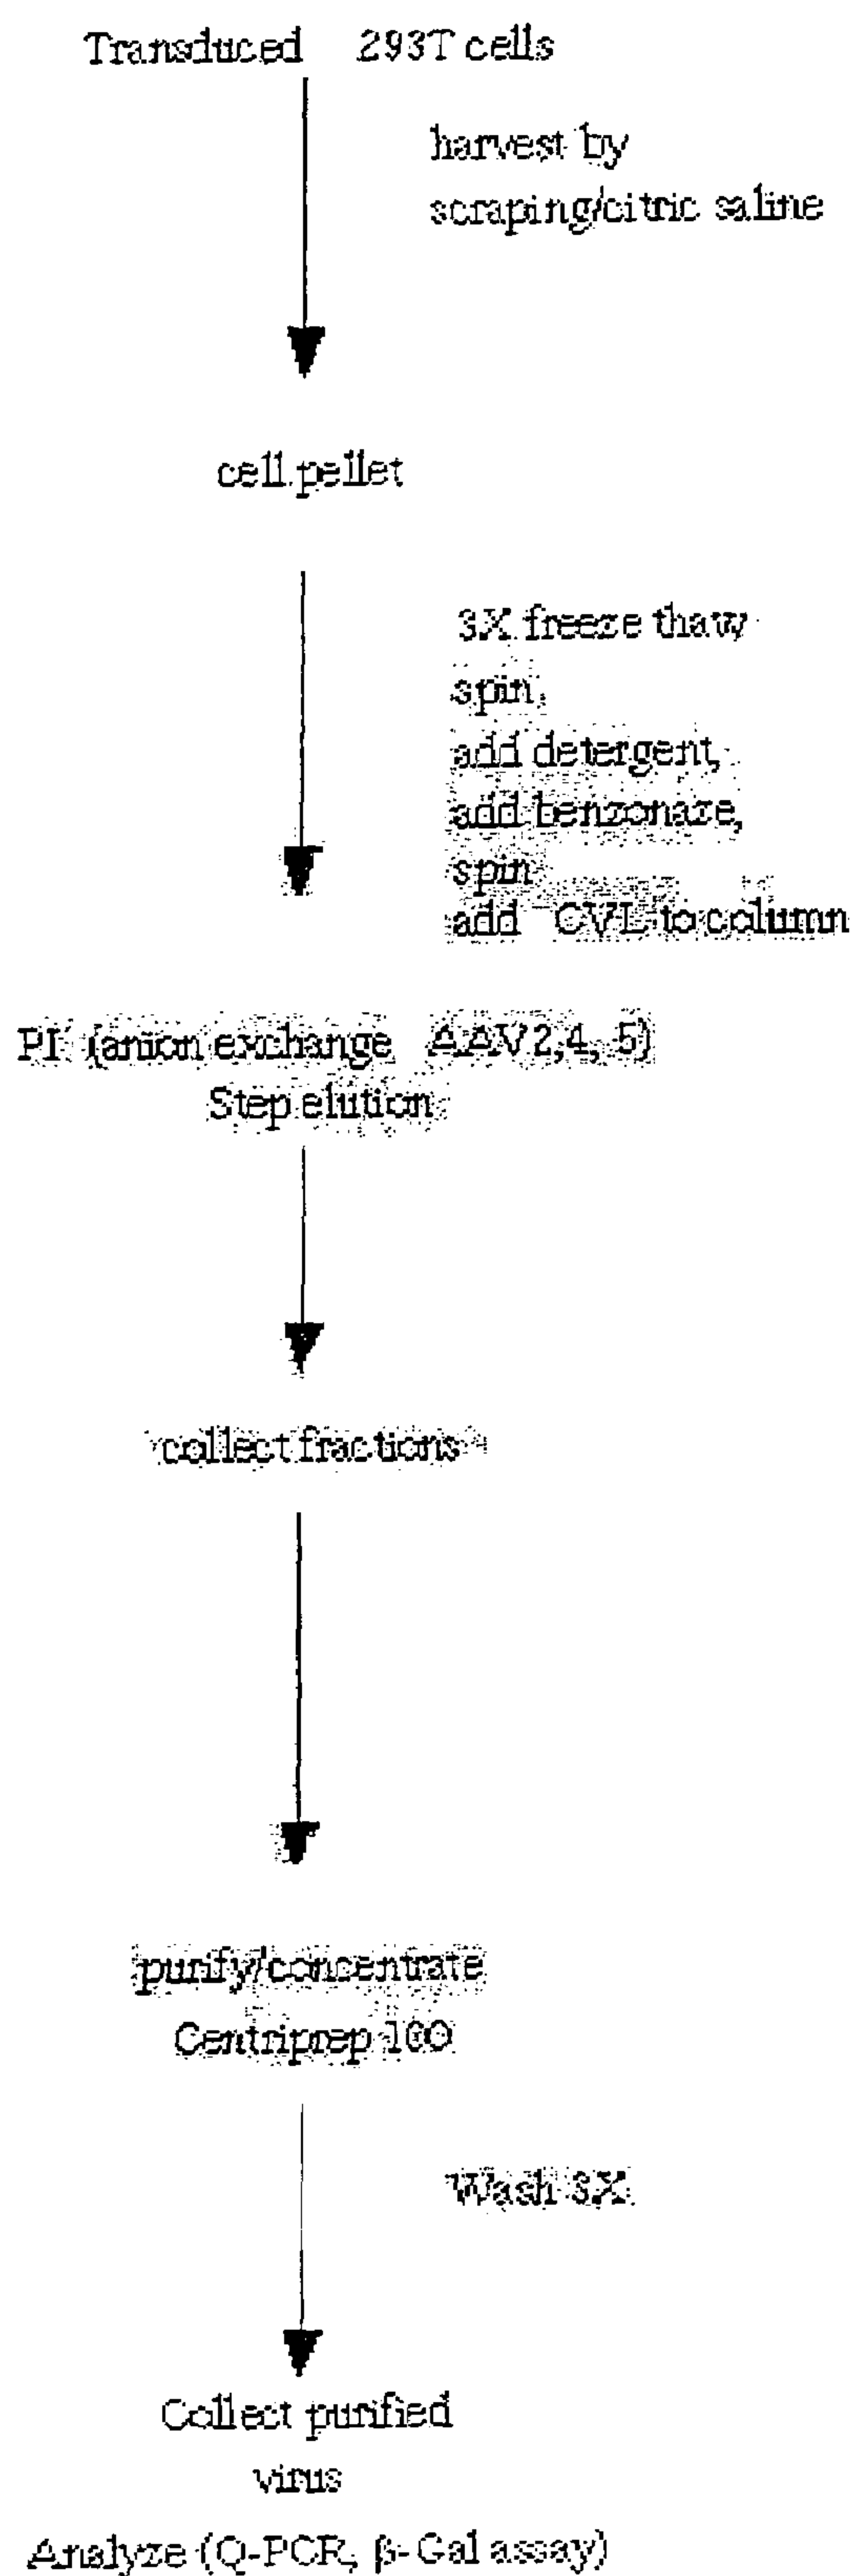 Transduced 293T cells
harvest by
scraping/citric saline
cell pellet
3X freeze thaw
spin,
add detergent,
add benzonaze,
spin
add CVL to column
PI (anion exchange AAV2,4, 5)
Step elution
collect fractions
purify/concentrate
Centriprep 100
Wash 3X
Collect purified
virus
Analyze (Q-PCR, β-Gal assay)